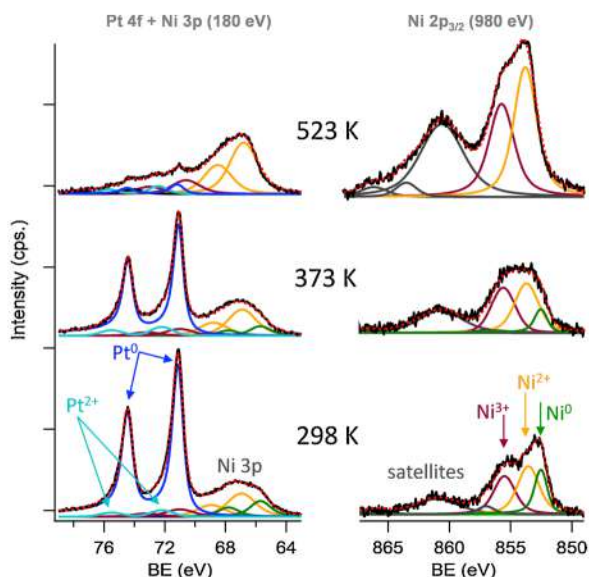 Pt 4f + Ni 3p (180 eV)
Ni 2p₃/₂ (980 eV)
523 K
373 K
298 K
Intensity (cps.)
Pt⁰
Pt²⁺
Ni 3p
satellites
Ni³⁺
Ni²⁺
Ni⁰
76 72 68 64
BE (eV)
865 860 855 850
BE (eV)